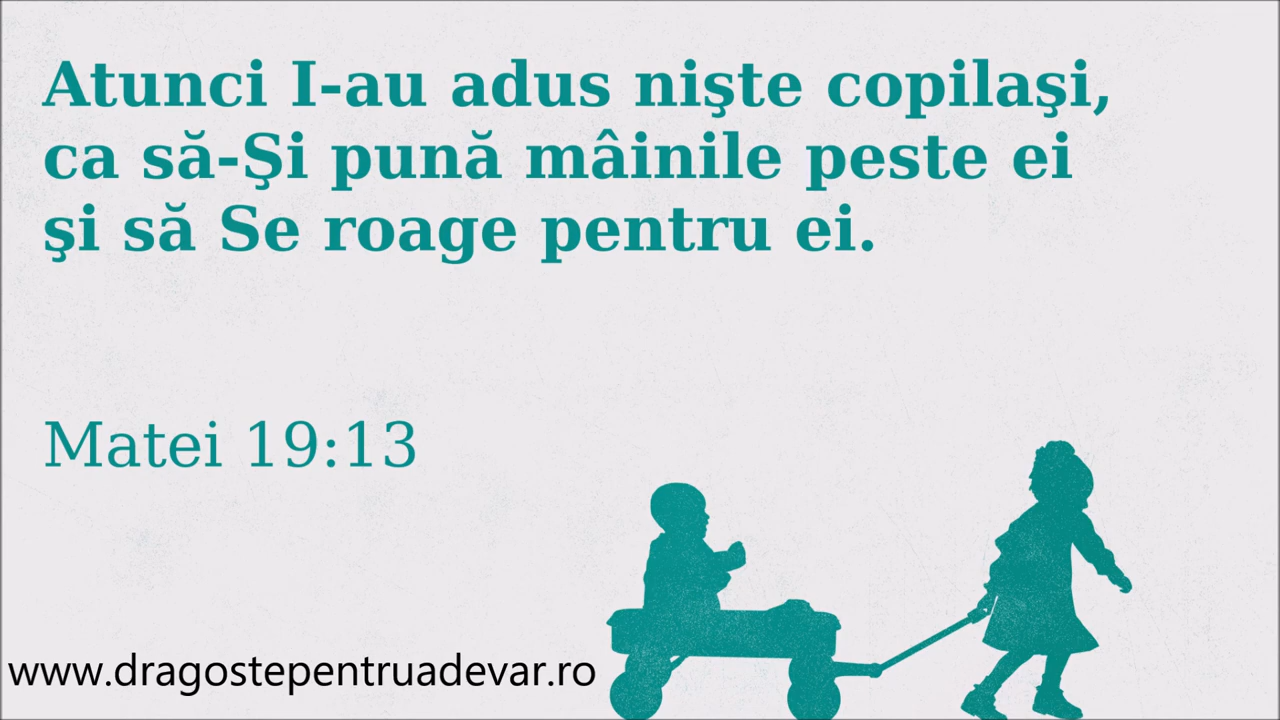 Atunci I-au adus nişte copilaşi,
ca să-Şi pună mâinile peste ei
şi să Se roage pentru ei.
Matei 19:13
www.dragostepentruadevar.ro